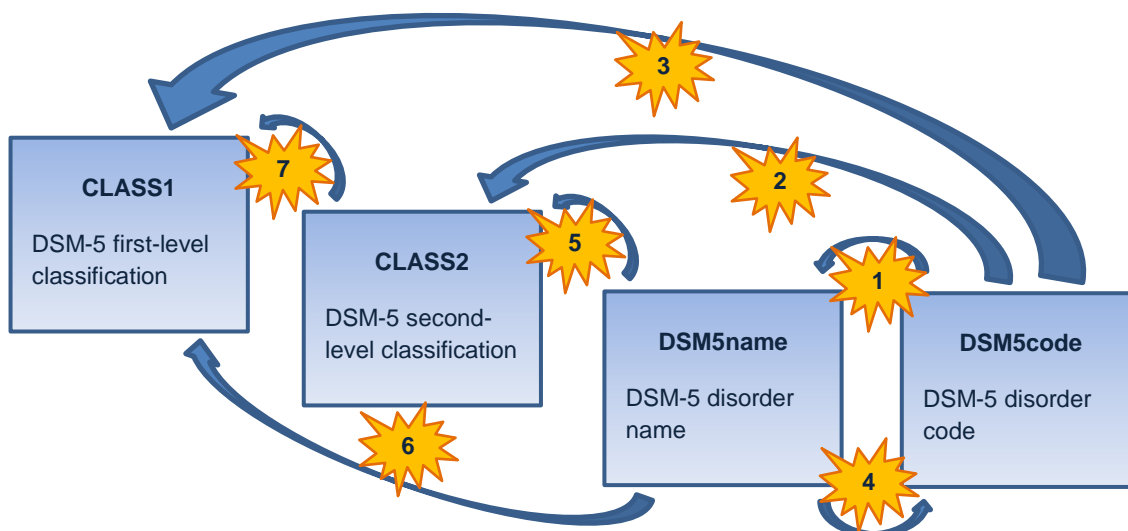 3
7
2
CLASS1
DSM-5 first-level
classification
5
CLASS2
DSM-5 second-
level classification
1
DSM5name
DSM-5 disorder
name
DSM5code
DSM-5 disorder
code
6
4